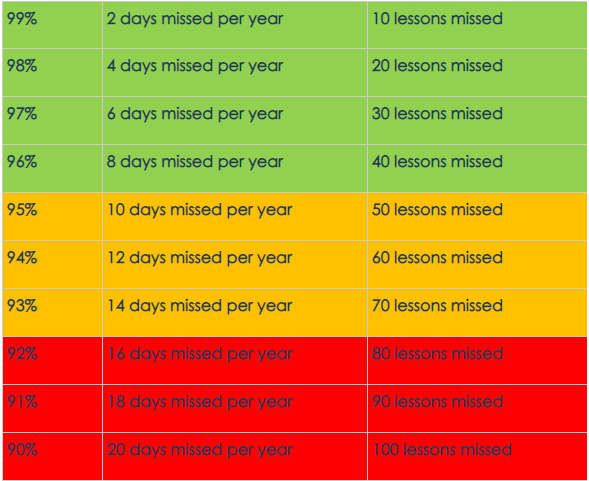 99% 2 days missed per year 10 lessons missed
98% 4 days missed per year 20 lessons missed
97% 6 days missed per year 30 lessons missed
96% 8 days missed per year 40 lessons missed
95% 10 days missed per year 50 lessons missed
94% 12 days missed per year 60 lessons missed
93% 14 days missed per year 70 lessons missed
92% 16 days missed per year 80 lessons missed
91% 18 days missed per year 90 lessons missed
90% 20 days missed per year 100 lessons missed